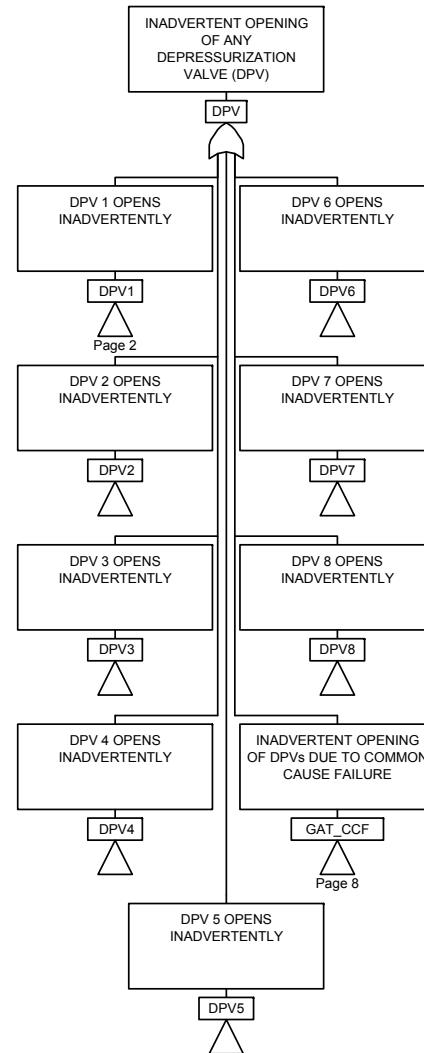 INADVERTENT OPENING
OF ANY
DEPRESSURIZATION
VALVE (DPV)
DPV
DPV 1 OPENS
INADVERTENTLY
DPV1
Page 2
DPV 6 OPENS
INADVERTENTLY
DPV6
DPV 2 OPENS
INADVERTENTLY
DPV2
DPV 7 OPENS
INADVERTENTLY
DPV7
DPV 3 OPENS
INADVERTENTLY
DPV3
DPV 8 OPENS
INADVERTENTLY
DPV8
DPV 4 OPENS
INADVERTENTLY
DPV4
INADVERTENT OPENING
OF DPVs DUE TO COMMON
CAUSE FAILURE
GAT_CCF
Page 8
DPV 5 OPENS
INADVERTENTLY
DPV5